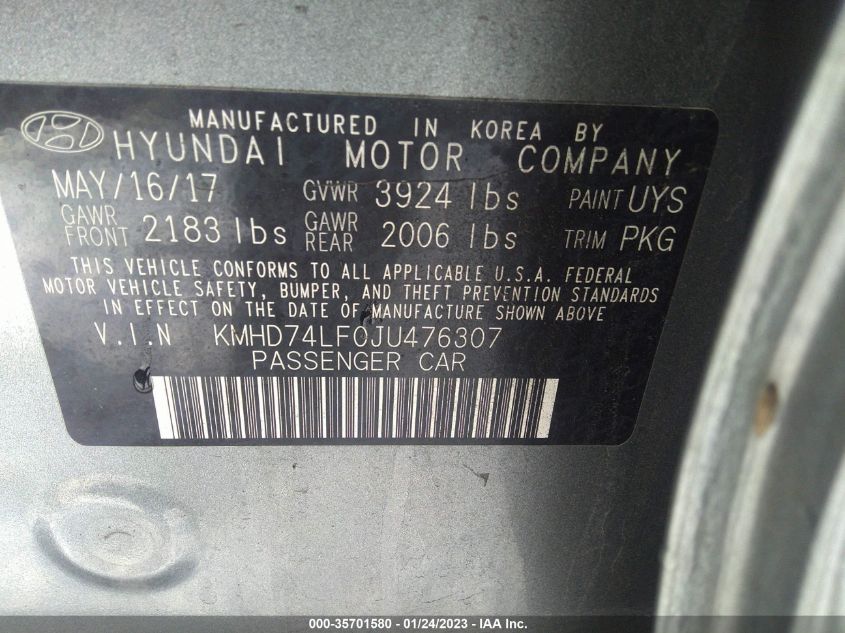 MANUFACTURED IN KOREA BY
HYUNDAI MOTOR COMPANY
MAY/16/17 GVWR 3924 lbs PAINT UYS
GAWR FRONT 2183 lbs GAWR REAR 2006 lbs TRIM PKG
THIS VEHICLE CONFORMS TO ALL APPLICABLE U.S.A. FEDERAL
MOTOR VEHICLE SAFETY, BUMPER, AND THEFT PREVENTION STANDARDS
IN EFFECT ON THE DATE OF MANUFACTURE SHOWN ABOVE.
V.I.N KMHD74LF0JU476307
PASSENGER CAR
000-35701580 - 01/24/2023 - IAA Inc.